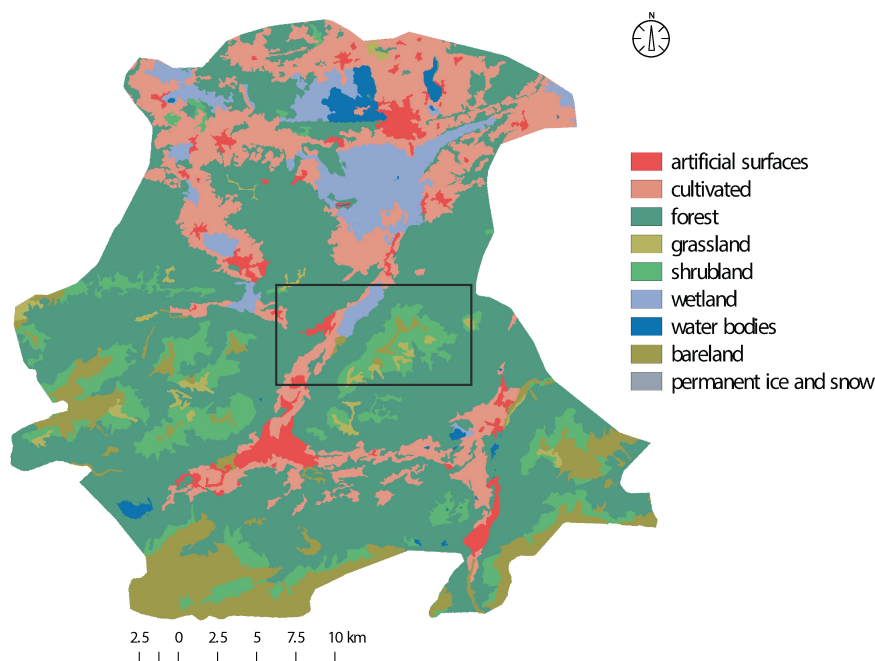 N
artificial surfaces
cultivated
forest
grassland
shrubland
wetland
water bodies
bareland
permanent ice and snow
2.5 0 2.5 5 7.5 10 km